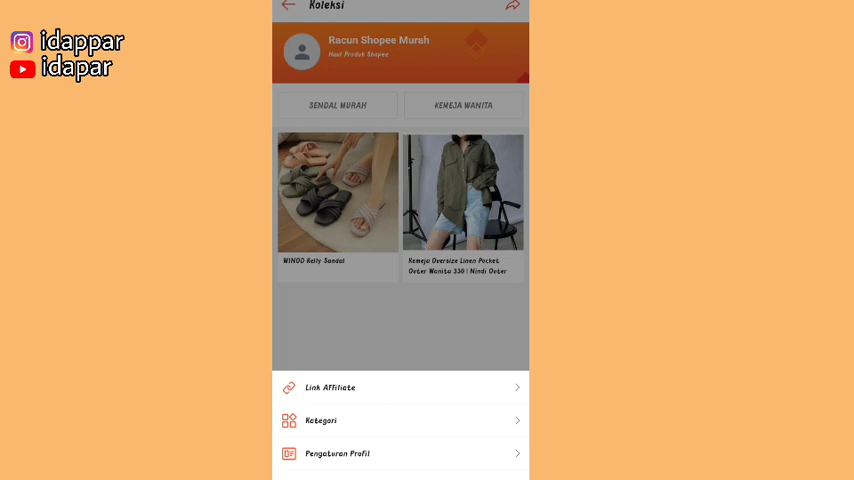 idappar
idapar
Koleksi
Racun Shopee Murah
Hasil Produk Shopee
SENDAL MURAH
KEMEJA WANITA
WINOD Kelly Sandal
Kemeja Oversize Linen Pocket
Outer Wanita 330 | Nindi Outer
Link Affiliate
Kategori
Pengaturan Profil